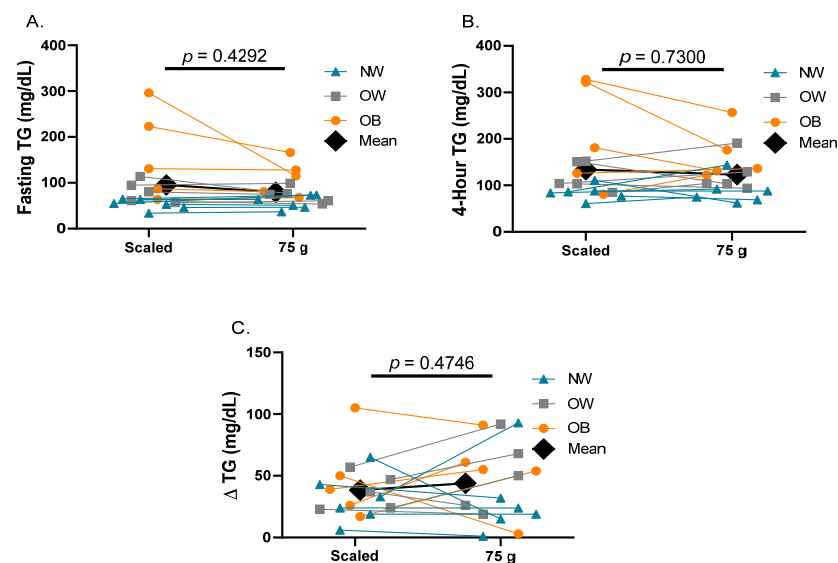 A.
p = 0.4292
Fasting TG (mg/dL)
400
300
200
100
0
Scaled
75 g
NW
OW
OB
Mean
B.
p = 0.7300
4-Hour TG (mg/dL)
400
300
200
100
0
Scaled
75 g
NW
OW
OB
Mean
C.
p = 0.4746
Δ TG (mg/dL)
150
100
50
0
Scaled
75 g
NW
OW
OB
Mean